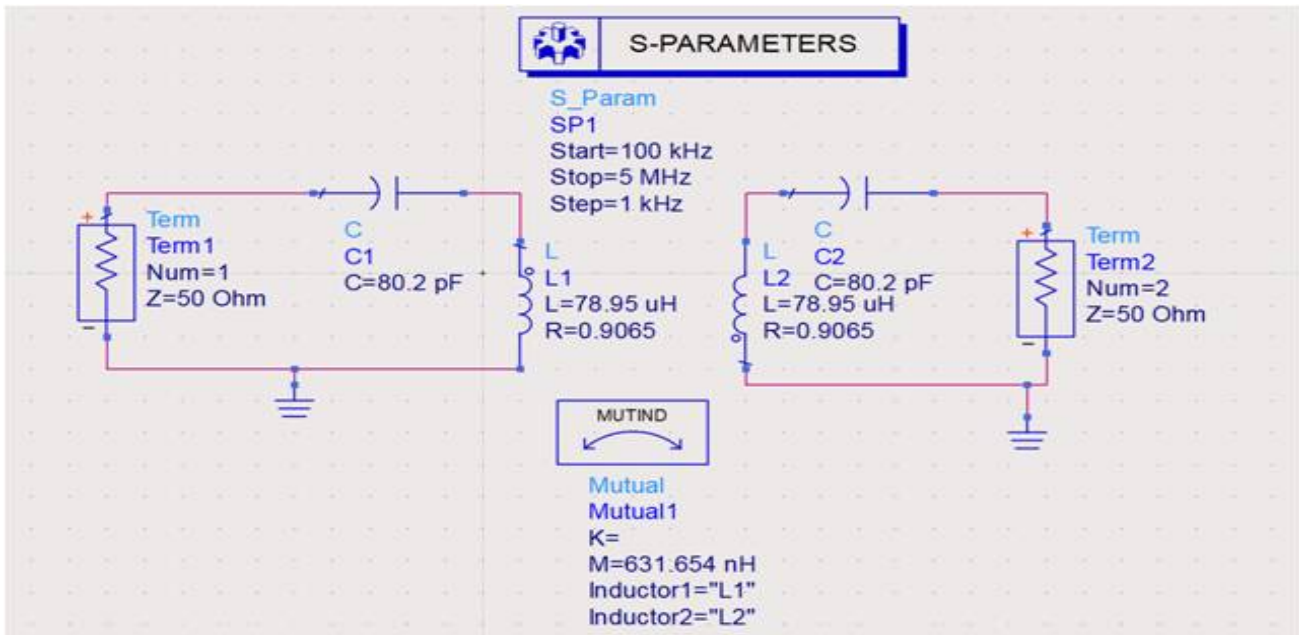 S-PARAMETERS
S_Param
SP1
Start=100 kHz
Stop=5 MHz
Step=1 kHz
+
Term
Term1
Num=1
Z=50 Ohm
-
C
C1
C=80.2 pF
L
L1
L=78.95 uH
R=0.9065
L
L2
L=78.95 uH
R=0.9065
C
C2
C=80.2 pF
+
Term
Term2
Num=2
Z=50 Ohm
-
MUTIND
Mutual
Mutual1
K=
M=631.654 nH
Inductor1="L1"
Inductor2="L2"